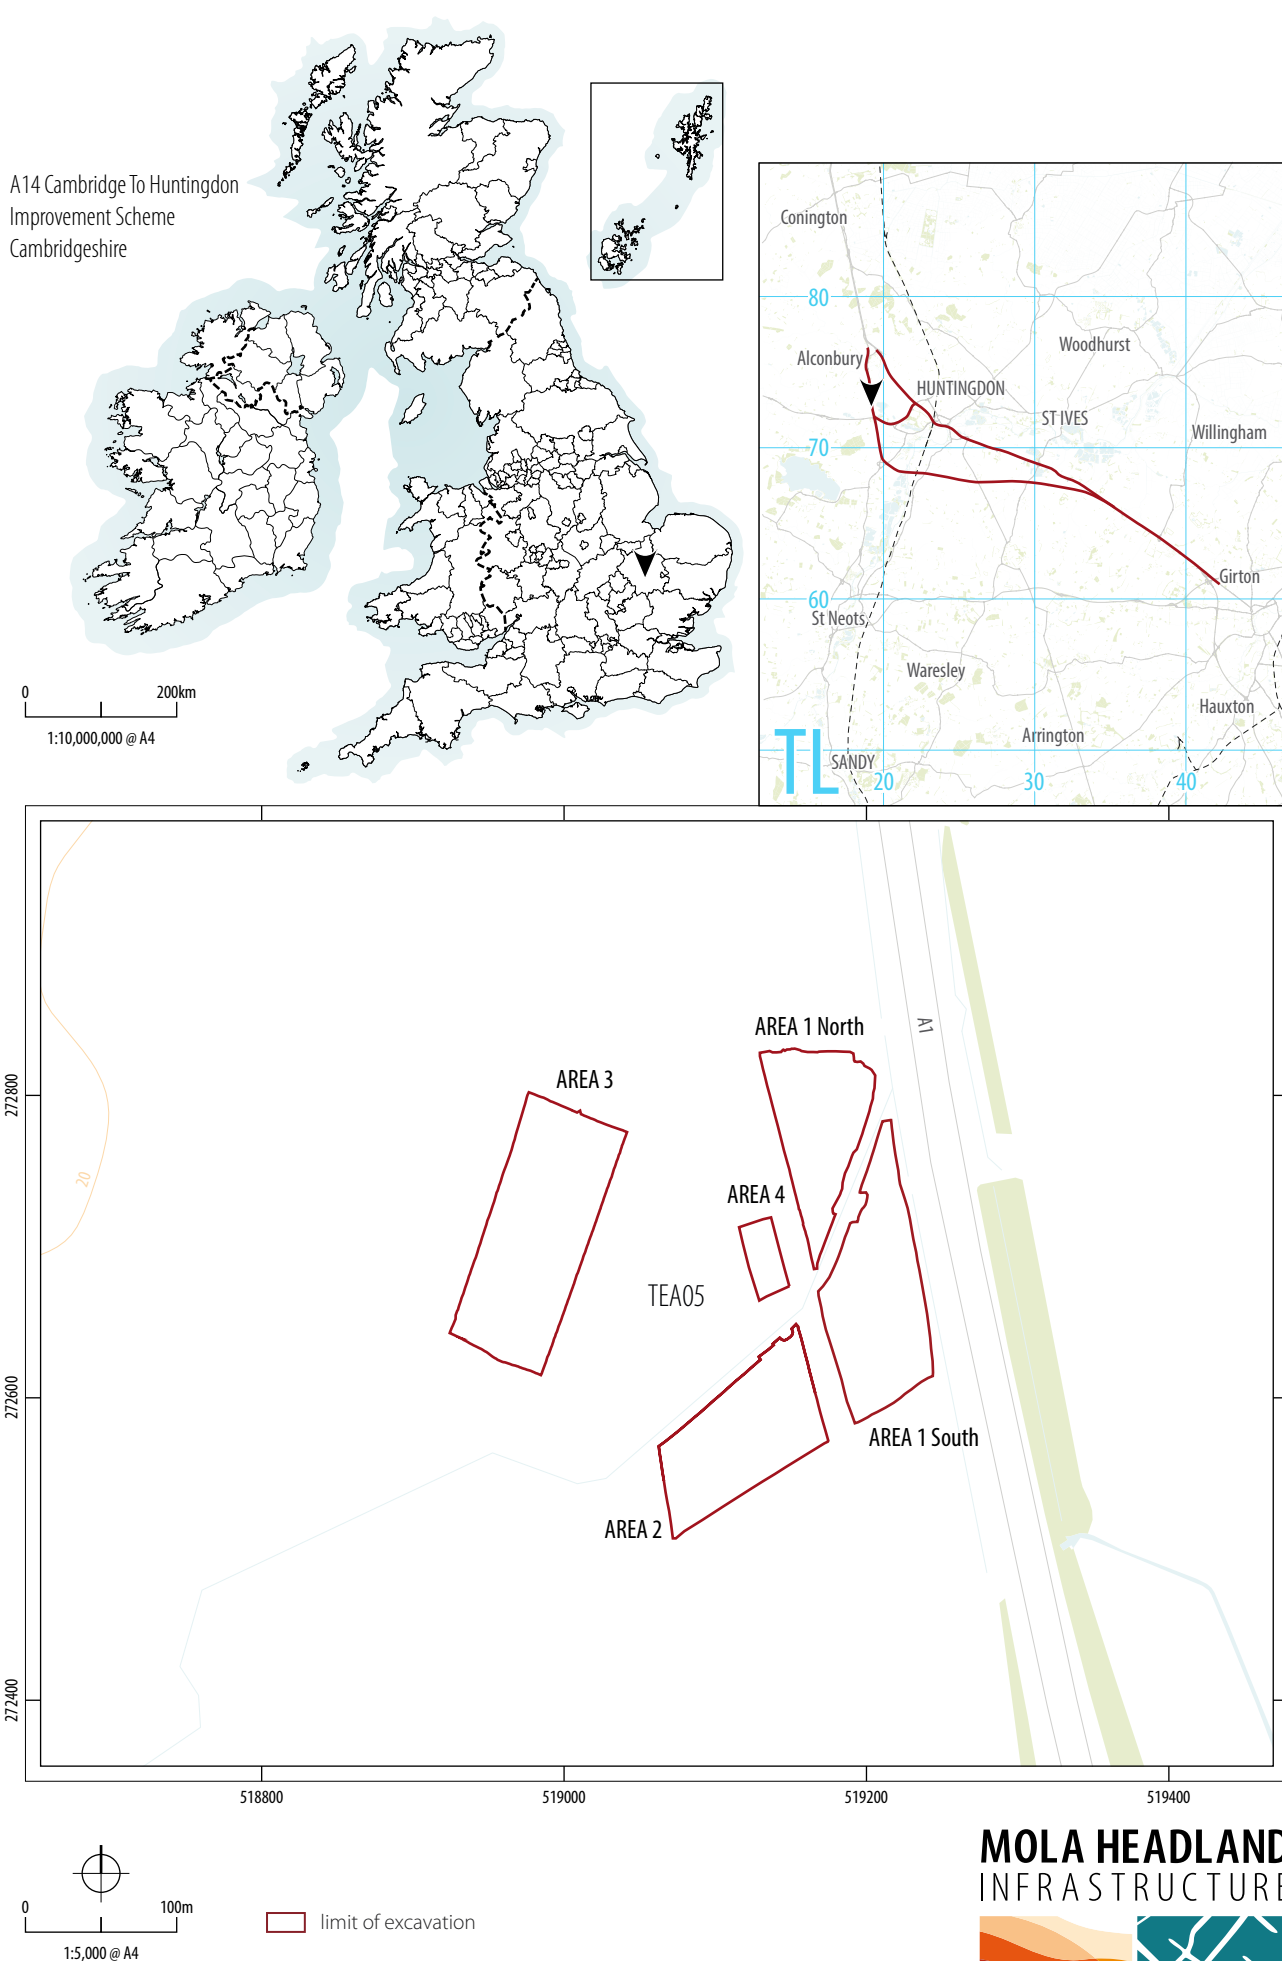 A14 Cambridge To Huntingdon
Improvement Scheme
Cambridgeshire
0 200km
1:10,000,000 @ A4
Conington
80
Woodhurst
Alconbury
HUNTINGDON
ST IVES
Willingham
70
Girton
60
St Neots
Waresley
Hauxton
Arrington
TL
SANDY
20 30 40
A1
AREA 1 North
AREA 3
272800
20
AREA 4
TEA05
272600
AREA 1 South
AREA 2
272400
518800 519000 519200 519400
MOLA HEADLAND
INFRASTRUCTURE
0 100m
limit of excavation
1:5,000 @ A4